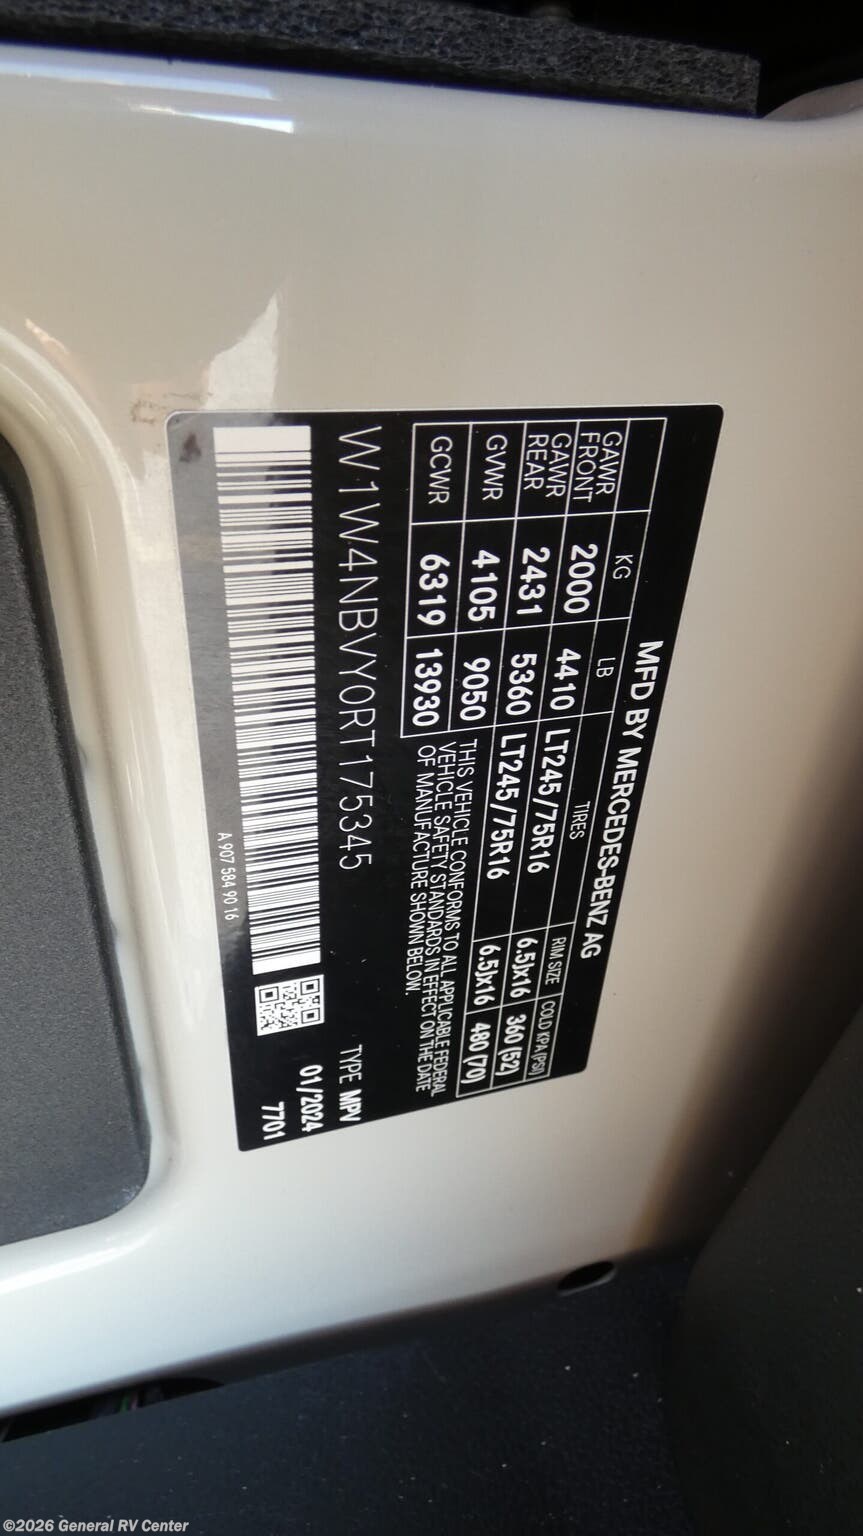 MFD BY MERCEDES-BENZ AG
KG LB TIRES RIM SIZE COLD KPA (PSI)
GAWR FRONT 2000 4410 LT245/75R16 6.5Jx16 360 (52)
GAWR REAR 2431 5360 LT245/75R16 6.5Jx16 480 (70)
GVWR 4105 9050
GCWR 6319 13930
THIS VEHICLE CONFORMS TO ALL APPLICABLE FEDERAL
VEHICLE SAFETY STANDARDS IN EFFECT ON THE DATE
OF MANUFACTURE SHOWN BELOW.
W1W4NBVY0RT175345 TYPE MPV
01/2024
7701
A 907 584 90 16
©2026 General RV Center